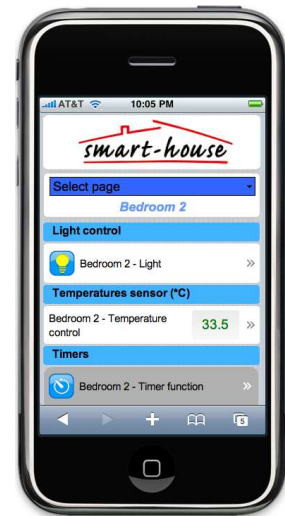 AT&T 10:05 PM
smart-house
Select page
Bedroom 2
Light control
Bedroom 2 - Light »
Temperatures sensor (*C)
Bedroom 2 - Temperature
control 33.5 »
Timers
Bedroom 2 - Timer function »
5